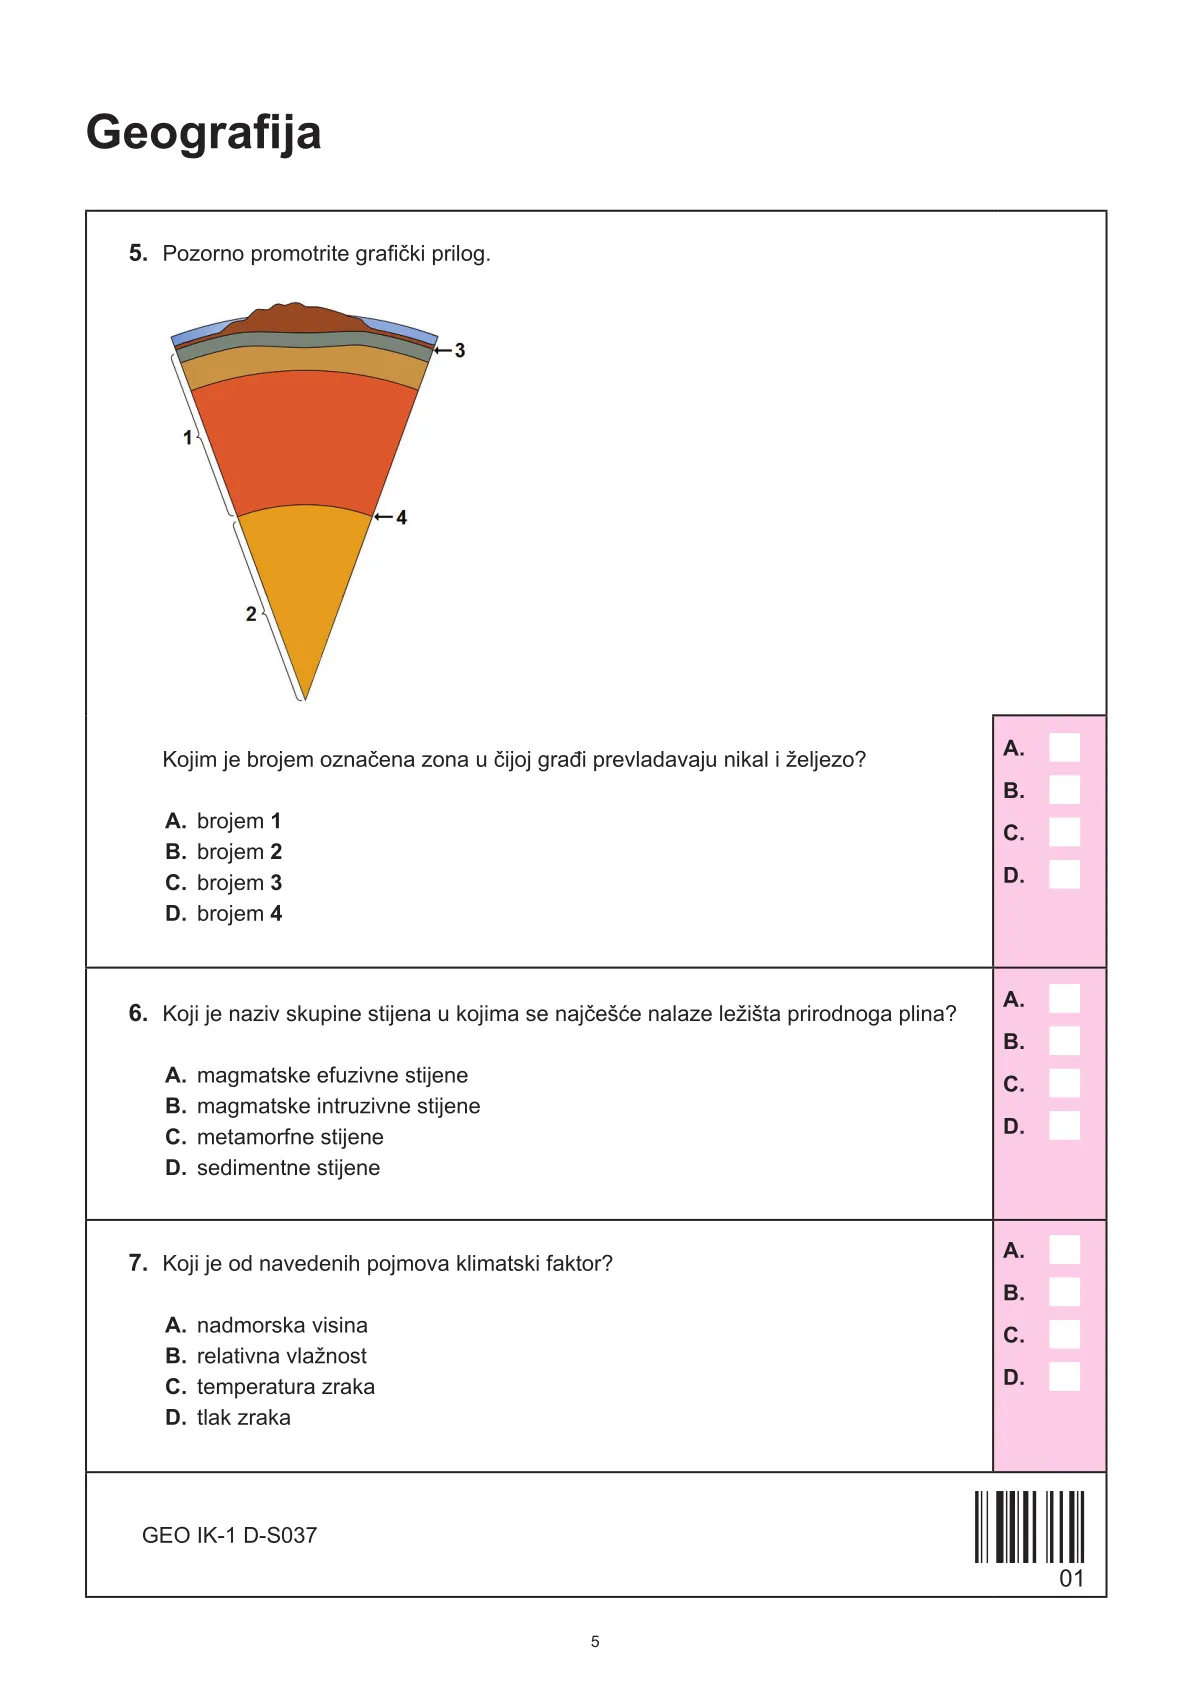 Geografija
5. Pozorno promotrite grafički prilog.
3
1
4
2
Kojim je brojem označena zona u čijoj građi prevladavaju nikal i željezo?
A. brojem 1
B. brojem 2
C. brojem 3
D. brojem 4
A.
B.
C.
D.
6. Koji je naziv skupine stijena u kojima se najčešće nalaze ležišta prirodnoga plina?
A. magmatske efuzivne stijene
B. magmatske intruzivne stijene
C. metamorfne stijene
D. sedimentne stijene
A.
B.
C.
D.
7. Koji je od navedenih pojmova klimatski faktor?
A. nadmorska visina
B. relativna vlažnost
C. temperatura zraka
D. tlak zraka
A.
B.
C.
D.
GEO IK-1 D-S037
01
5